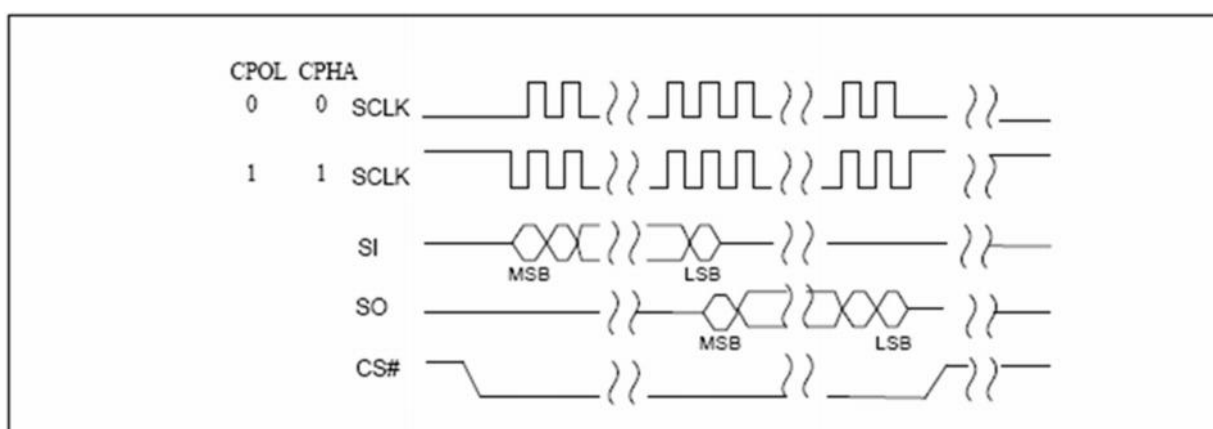 CPOL CPHA
0 0 SCLK
1 1 SCLK
SI
MSB LSB
SO
MSB LSB
CS#